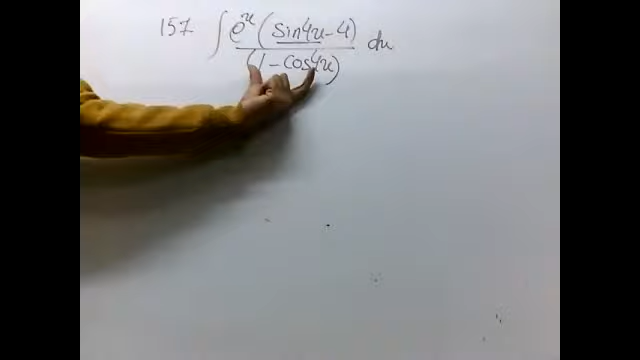 157 ∫ e^x (sin4x - 4) dx
(1 - cos4x)